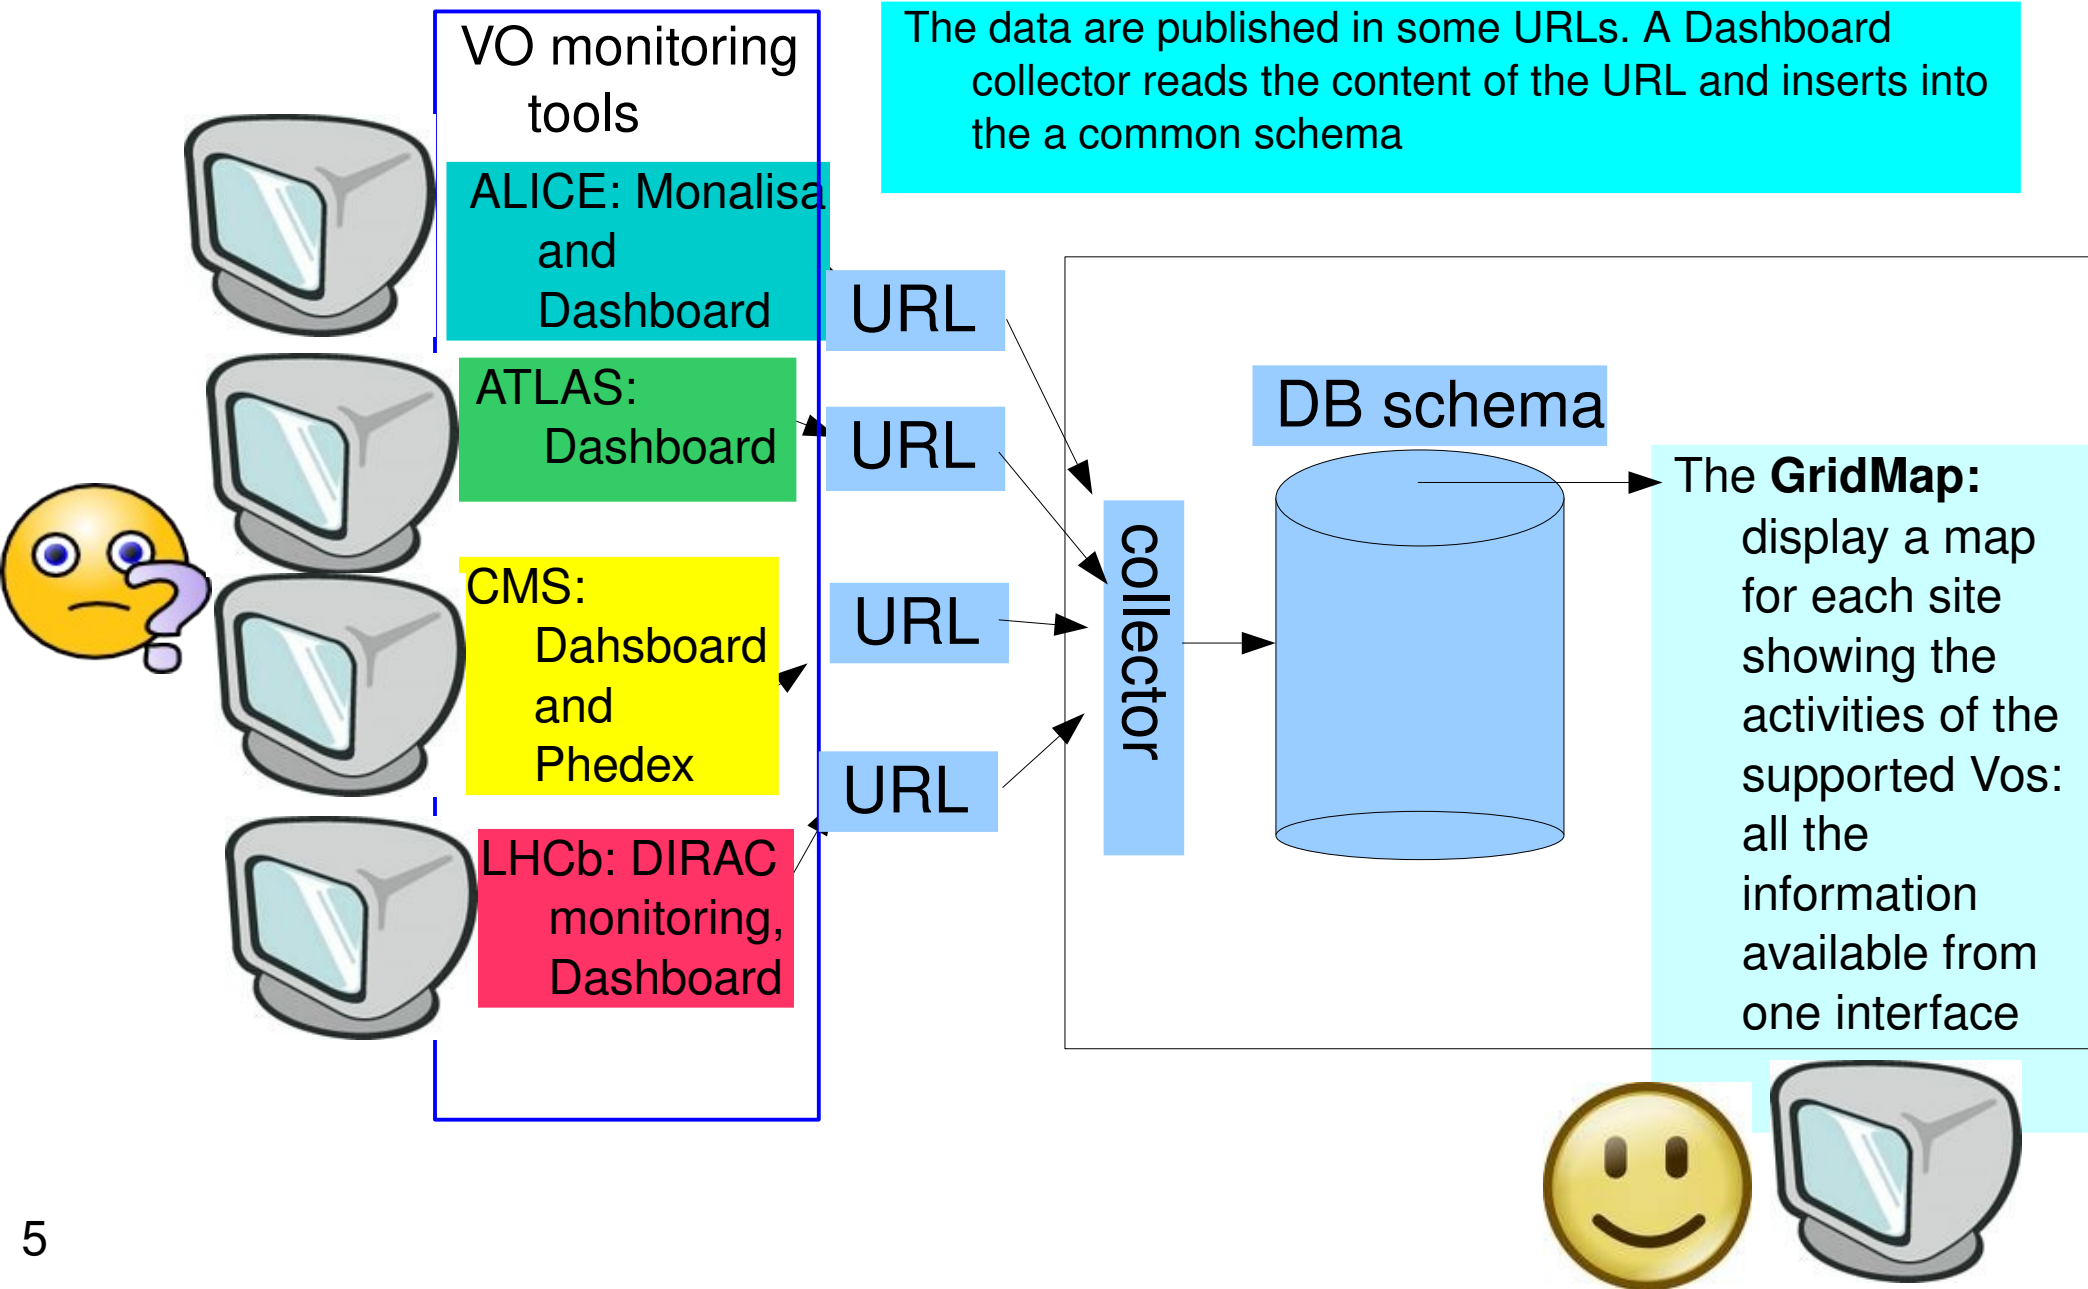 VO monitoring
tools
The data are published in some URLs. A Dashboard
collector reads the content of the URL and inserts into
the a common schema
ALICE: Monalisa
and
Dashboard
ATLAS:
Dashboard
CMS:
Dahsboard
and
Phedex
LHCb: DIRAC
monitoring,
Dashboard
URL
URL
URL
URL
collector
DB schema
The GridMap:
display a map
for each site
showing the
activities of the
supported Vos:
all the
information
available from
one interface
5